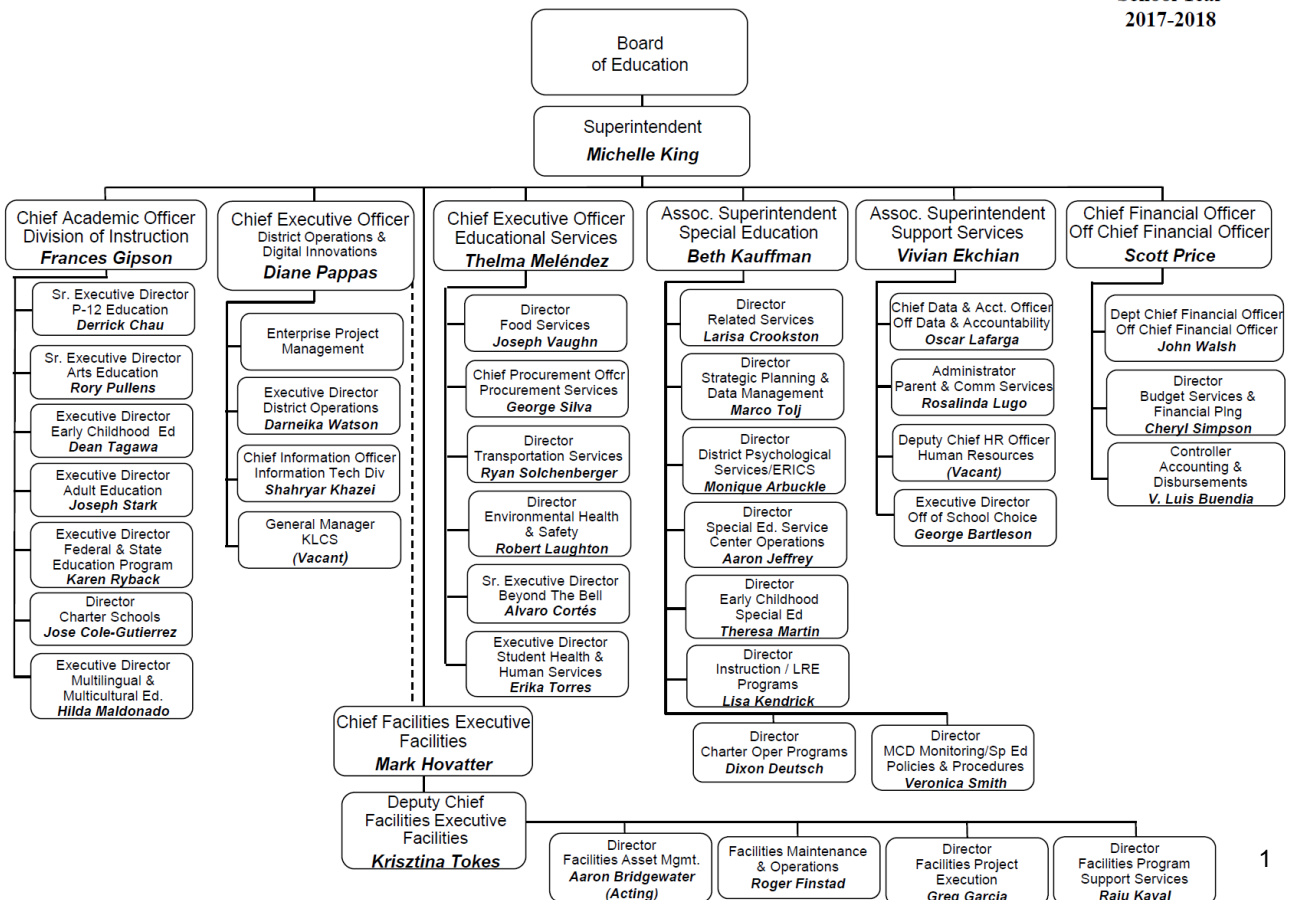 School Year
2017-2018
Board
of Education
Superintendent
Michelle King
Chief Academic Officer
Division of Instruction
Frances Gipson
Sr. Executive Director
P-12 Education
Derrick Chau
Sr. Executive Director
Arts Education
Rory Pullens
Executive Director
Early Childhood Ed
Dean Tagawa
Executive Director
Adult Education
Joseph Stark
Executive Director
Federal & State
Education Program
Karen Ryback
Director
Charter Schools
Jose Cole-Gutierrez
Executive Director
Multilingual &
Multicultural Ed.
Hilda Maldonado
Chief Executive Officer
District Operations &
Digital Innovations
Diane Pappas
Enterprise Project
Management
Executive Director
District Operations
Darneika Watson
Chief Information Officer
Information Tech Div
Shahryar Khazei
General Manager
KLCS
(Vacant)
Chief Executive Officer
Educational Services
Thelma Meléndez
Director
Food Services
Joseph Vaughn
Chief Procurement Offcr
Procurement Services
George Silva
Director
Transportation Services
Ryan Solchenberger
Director
Environmental Health
& Safety
Robert Laughton
Sr. Executive Director
Beyond The Bell
Alvaro Cortés
Executive Director
Student Health &
Human Services
Erika Torres
Assoc. Superintendent
Special Education
Beth Kauffman
Director
Related Services
Larisa Crookston
Director
Strategic Planning &
Data Management
Marco Tolj
Director
District Psychological
Services/ERICS
Monique Arbuckle
Director
Special Ed. Service
Center Operations
Aaron Jeffrey
Director
Early Childhood
Special Ed
Theresa Martin
Director
Instruction / LRE
Programs
Lisa Kendrick
Director
Charter Oper Programs
Dixon Deutsch
Director
MCD Monitoring/Sp Ed
Policies & Procedures
Veronica Smith
Assoc. Superintendent
Support Services
Vivian Ekchian
Chief Data & Acct. Officer
Off Data & Accountability
Oscar Lafarga
Administrator
Parent & Comm Services
Rosalinda Lugo
Deputy Chief HR Officer
Human Resources
(Vacant)
Executive Director
Off of School Choice
George Bartleson
Chief Financial Officer
Off Chief Financial Officer
Scott Price
Dept Chief Financial Officer
Off Chief Financial Officer
John Walsh
Director
Budget Services &
Financial Plng
Cheryl Simpson
Controller
Accounting &
Disbursements
V. Luis Buendia
Chief Facilities Executive
Facilities
Mark Hovatter
Deputy Chief
Facilities Executive
Facilities
Krisztina Tokes
Director
Facilities Asset Mgmt.
Aaron Bridgewater
(Acting)
Facilities Maintenance
& Operations
Roger Finstad
Director
Facilities Project
Execution
Greg Garcia
Director
Facilities Program
Support Services
Raju Kaval
1